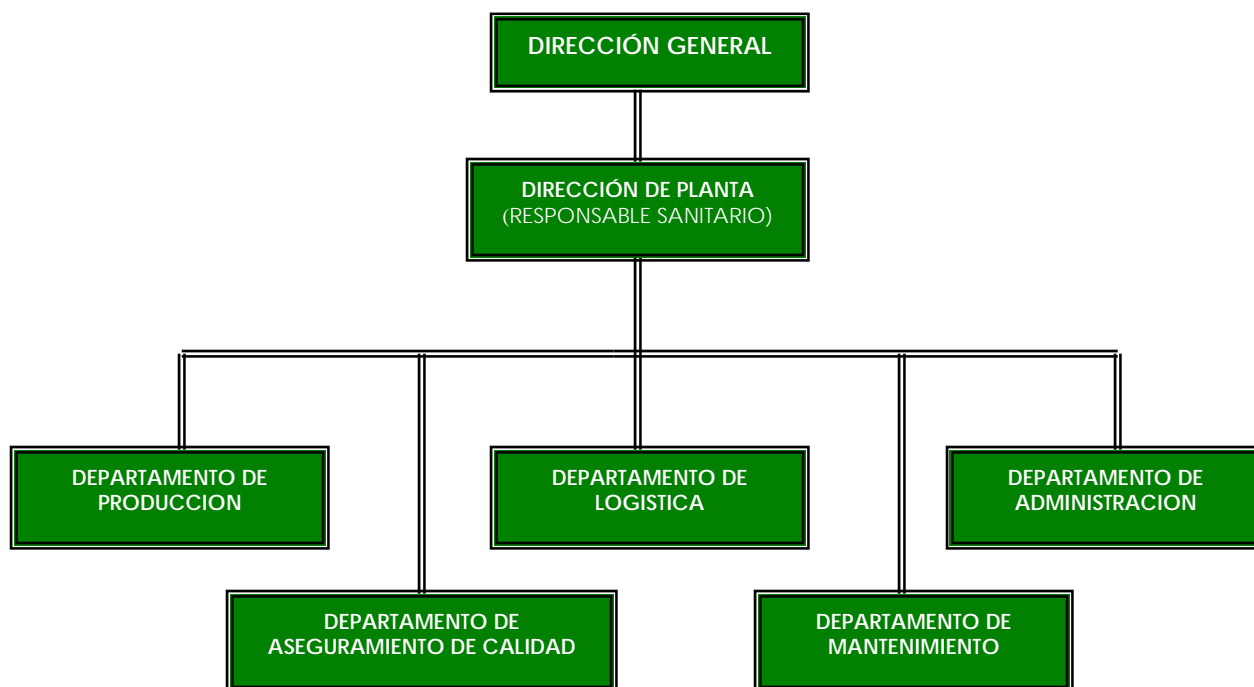 DIRECCIÓN GENERAL
DIRECCIÓN DE PLANTA
(RESPONSABLE SANITARIO)
DEPARTAMENTO DE
PRODUCCION
DEPARTAMENTO DE
LOGISTICA
DEPARTAMENTO DE
ADMINISTRACION
DEPARTAMENTO DE
ASEGURAMIENTO DE CALIDAD
DEPARTAMENTO DE
MANTENIMIENTO